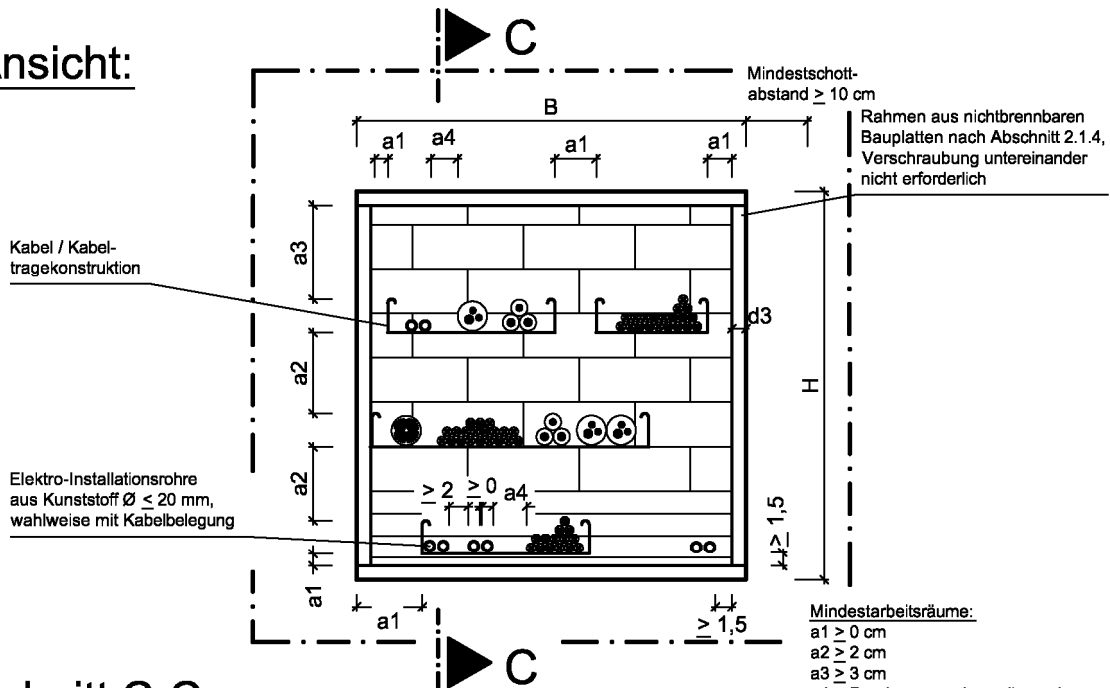 C
nsicht:
Mindestschott-
abstand ≥ 10 cm
B
Rahmen aus nichtbrennbaren
Bauplatten nach Abschnitt 2.1.4,
Verschraubung untereinander
nicht erforderlich
a1
a4
a1
a1
Kabel / Kabel-
tragekonstruktion
a3
d3
a2
H
Elektro-Installationsrohre
aus Kunststoff Ø ≤ 20 mm,
wahlweise mit Kabelbelegung
a2
≥ 2
≥ 0
a4
≥ 1,5
a1
a1
≥ 1,5
Mindestarbeitsräume:
a1 ≥ 0 cm
a2 ≥ 2 cm
a3 ≥ 3 cm
C